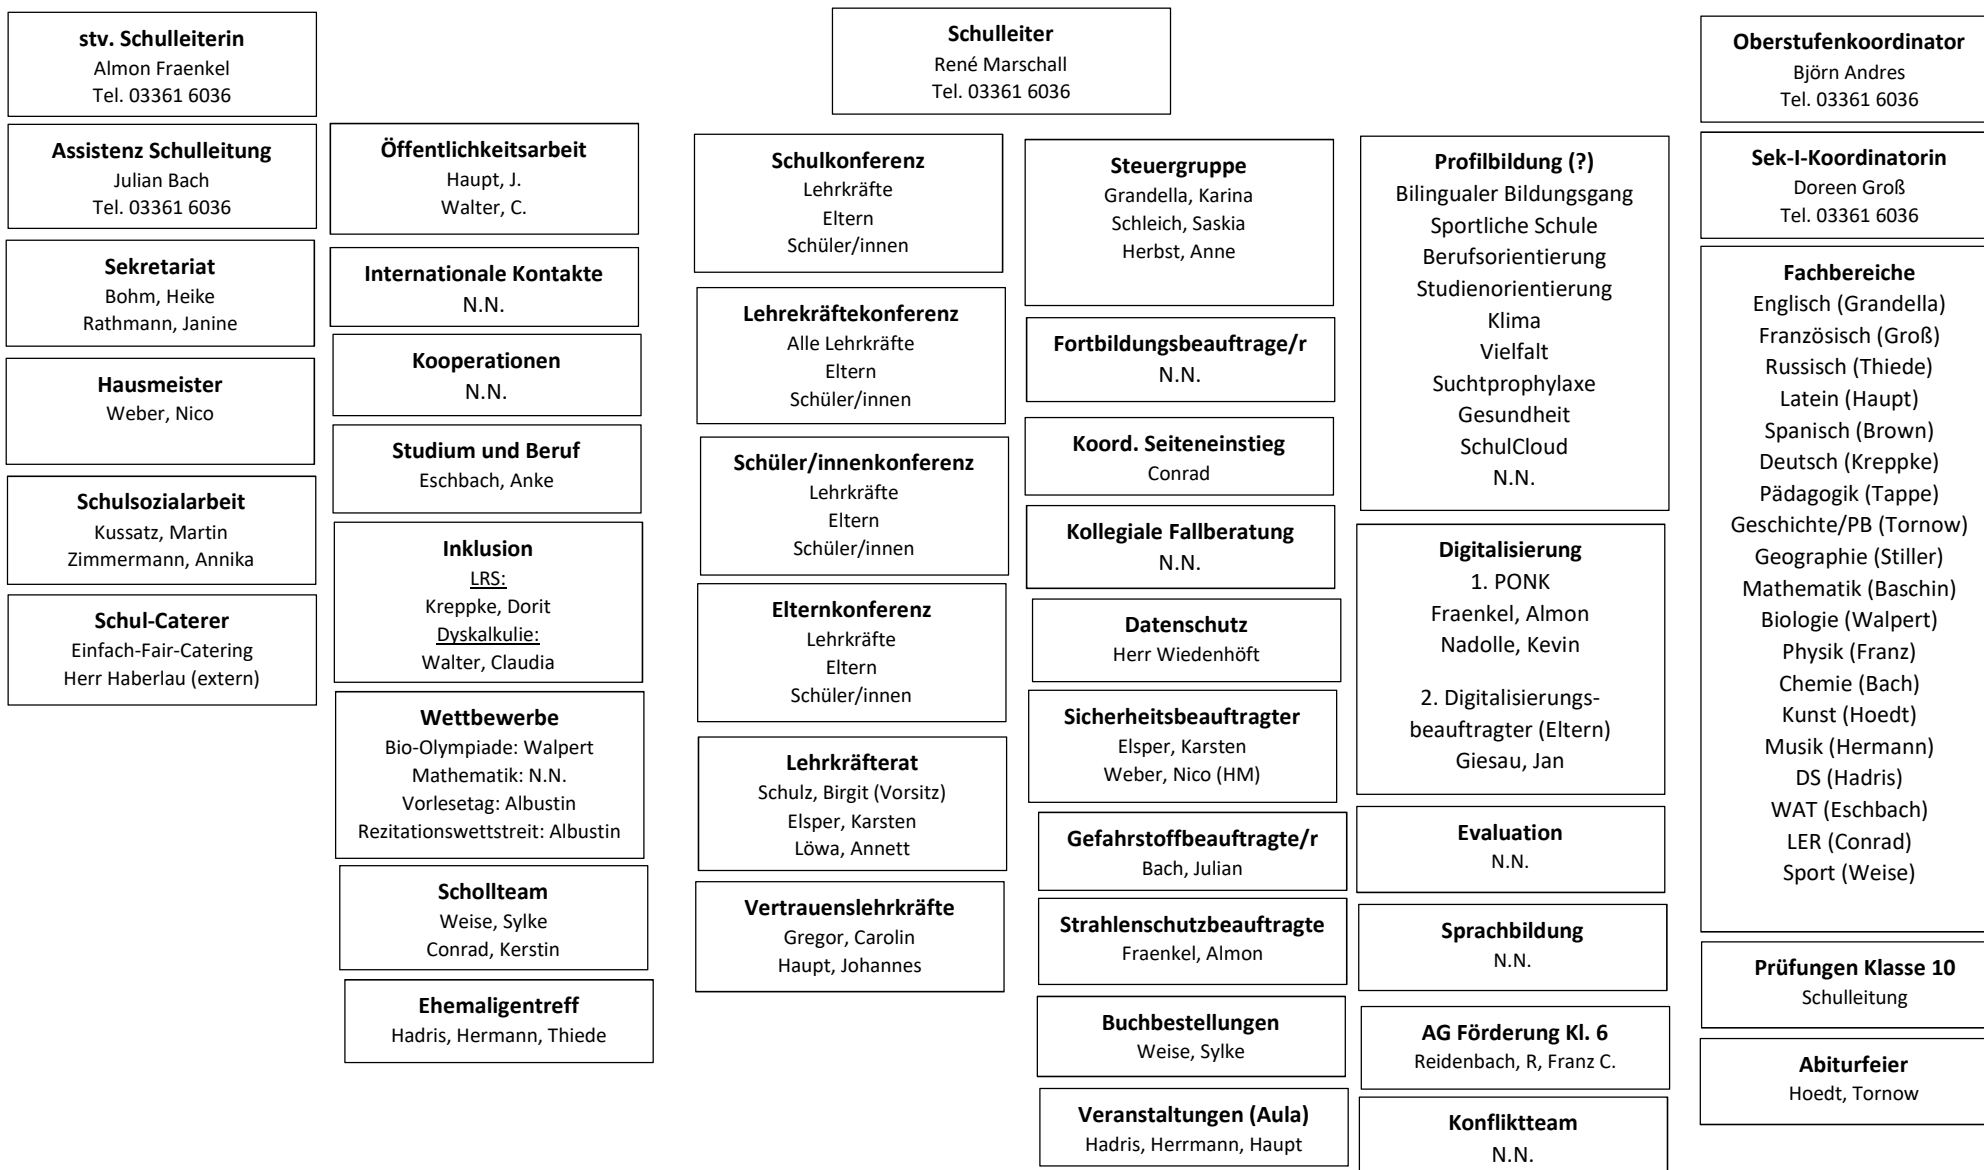 stv. Schulleiterin
Almon Fraenkel
Tel. 03361 6036
Assistenz Schulleitung
Julian Bach
Tel. 03361 6036
Sekretariat
Bohm, Heike
Rathmann, Janine
Hausmeister
Weber, Nico
Schulsozialarbeit
Kussatz, Martin
Zimmermann, Annika
Schul-Caterer
Einfach-Fair-Catering
Herr Haberlau (extern)
Öffentlichkeitsarbeit
Haupt, J.
Walter, C.
Internationale Kontakte
N.N.
Kooperationen
N.N.
Studium und Beruf
Eschbach, Anke
Inklusion
LRS:
Kreppke, Dorit
Dyskalkulie:
Walter, Claudia
Wettbewerbe
Bio-Olympiade: Walpert
Mathematik: N.N.
Vorlesetag: Albustin
Rezitationswettstreit: Albustin
Schollteam
Weise, Sylke
Conrad, Kerstin
Ehemaligentreff
Hadris, Hermann, Thiede
Schulleiter
René Marschall
Tel. 03361 6036
Schulkonferenz
Lehrkräfte
Eltern
Schüler/innen
Lehrekräftekonferenz
Alle Lehrkräfte
Eltern
Schüler/innen
Schüler/innenkonferenz
Lehrkräfte
Eltern
Schüler/innen
Elternkonferenz
Lehrkräfte
Eltern
Schüler/innen
Lehrkräfterat
Schulz, Birgit (Vorsitz)
Elsper, Karsten
Löwa, Annett
Vertrauenslehrkräfte
Gregor, Carolin
Haupt, Johannes
Steuergruppe
Grandella, Karina
Schleich, Saskia
Herbst, Anne
Fortbildungsbeauftrage/r
N.N.
Koord. Seiteneinstieg
Conrad
Kollegiale Fallberatung
N.N.
Datenschutz
Herr Wiedenhöft
Sicherheitsbeauftragter
Elsper, Karsten
Weber, Nico (HM)
Gefahrstoffbeauftragte/r
Bach, Julian
Strahlenschutzbeauftragte
Fraenkel, Almon
Buchbestellungen
Weise, Sylke
Veranstaltungen (Aula)
Hadris, Herrmann, Haupt
Profilbildung (?)
Bilingualer Bildungsgang
Sportliche Schule
Berufsorientierung
Studienorientierung
Klima
Vielfalt
Suchtprophylaxe
Gesundheit
SchulCloud
N.N.
Digitalisierung
1. PONK
Fraenkel, Almon
Nadolle, Kevin
2. Digitalisierungs-
beauftragter (Eltern)
Giesau, Jan
Evaluation
N.N.
Sprachbildung
N.N.
AG Förderung Kl. 6
Reidenbach, R, Franz C.
Konfliktteam
N.N.
Oberstufenkoordinator
Björn Andres
Tel. 03361 6036
Sek-I-Koordinatorin
Doreen Groß
Tel. 03361 6036
Fachbereiche
Englisch (Grandella)
Französisch (Groß)
Russisch (Thiede)
Latein (Haupt)
Spanisch (Brown)
Deutsch (Kreppke)
Pädagogik (Tappe)
Geschichte/PB (Tornow)
Geographie (Stiller)
Mathematik (Baschin)
Biologie (Walpert)
Physik (Franz)
Chemie (Bach)
Kunst (Hoedt)
Musik (Hermann)
DS (Hadris)
WAT (Eschbach)
LER (Conrad)
Sport (Weise)
Prüfungen Klasse 10
Schulleitung
Abiturfeier
Hoedt, Tornow